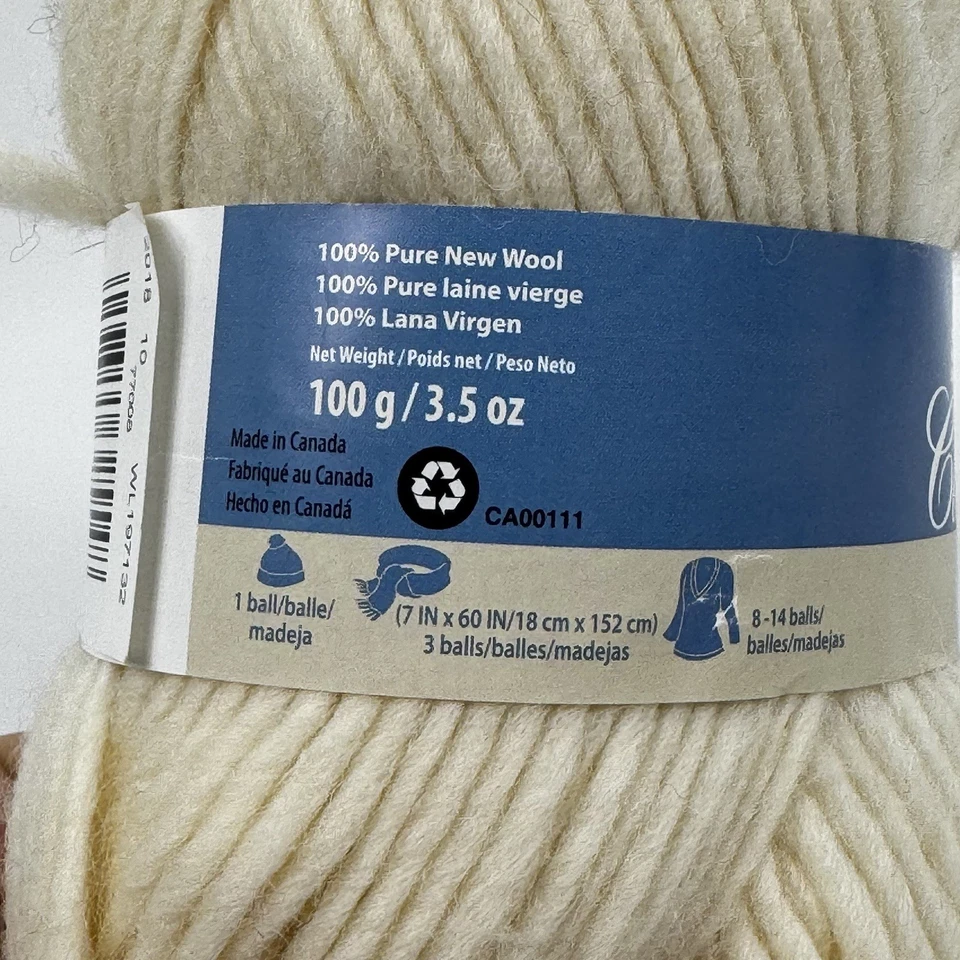 100% Pure New Wool
100% Pure laine vierge
100% Lana Virgen
Net Weight / Poids net / Peso Neto
100 g / 3.5 oz
Made in Canada
Fabriqué au Canada
Hecho en Canadá
CA00111
1 ball/balle/
madeja
(7 IN x 60 IN/18 cm x 152 cm)
3 balls/balles/madejas
8-14 balls/
balles/madejas
2018 10 77008 WL197132